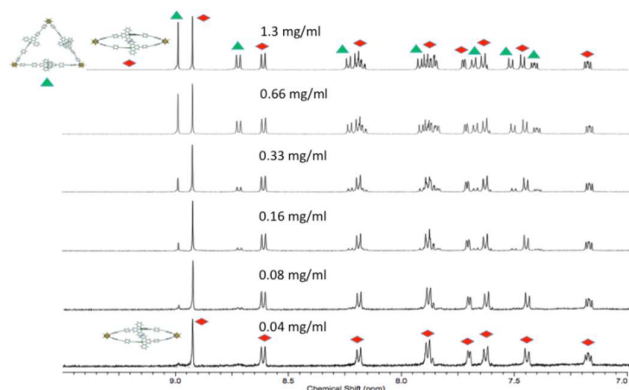 1.3 mg/ml
0.66 mg/ml
0.33 mg/ml
0.16 mg/ml
0.08 mg/ml
0.04 mg/ml
9.0 8.5 8.0 7.5 7.0
Chemical Shift (ppm)